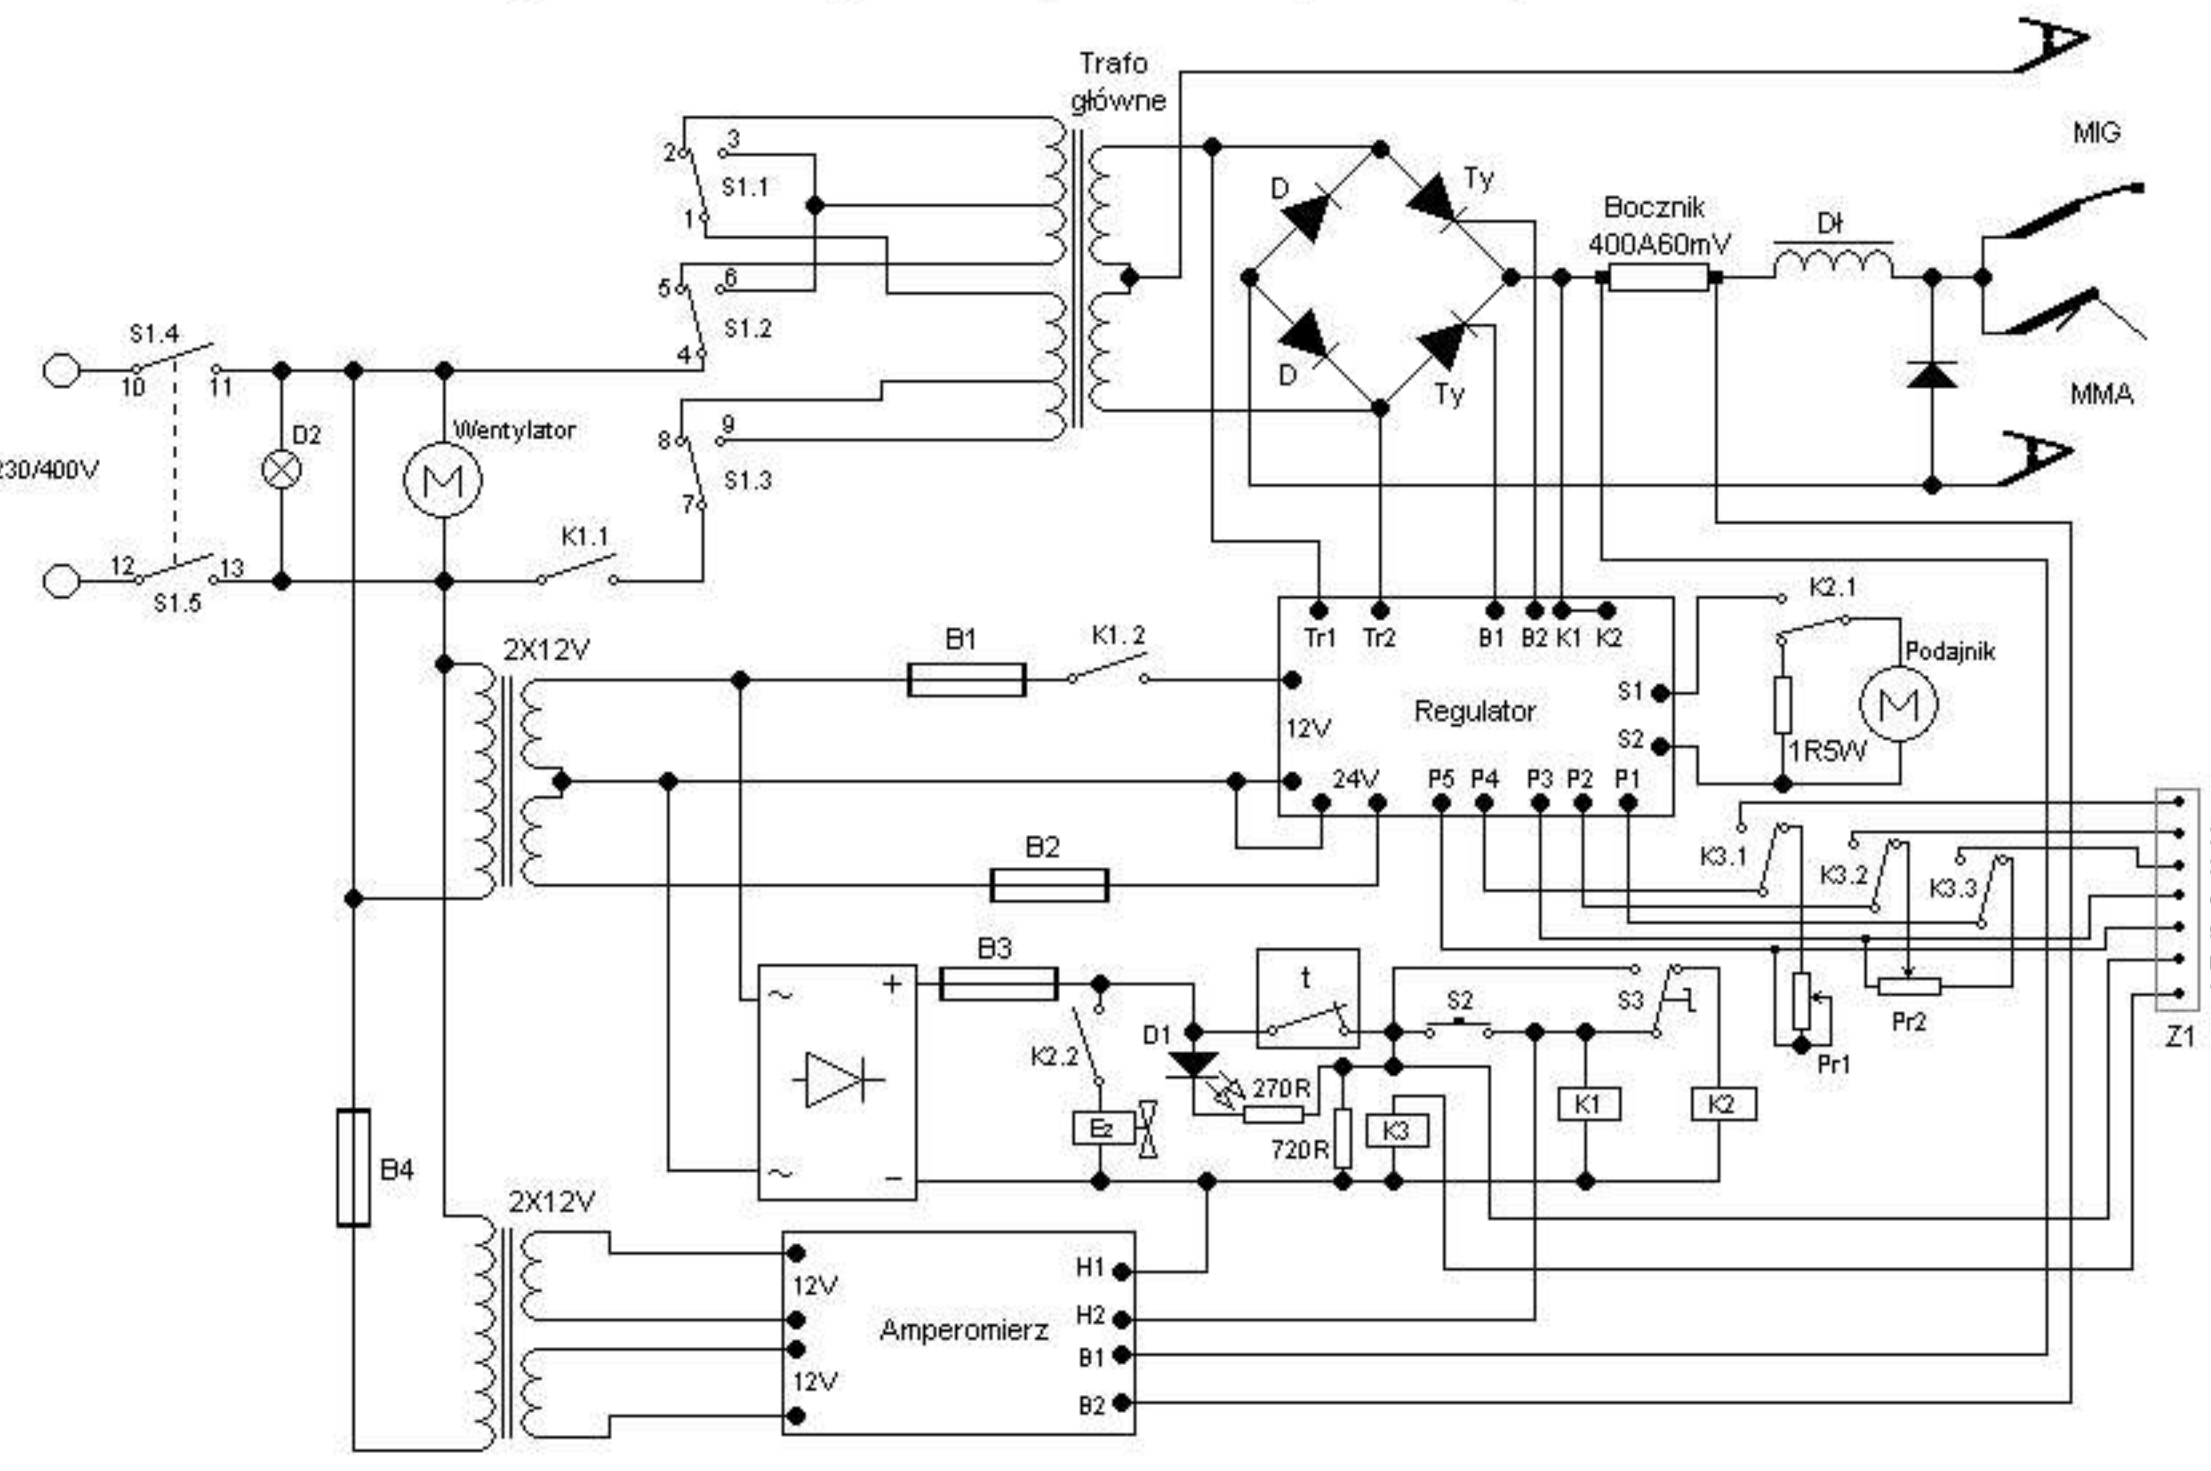 Trafo
główne
MIG
2
3
S1.1
1
D
Ty
Bocznik
400A60mV
Dł
5
6
S1.2
4
S1.4
10
11
D
Ty
MMA
D2
Wentylator
8
9
S1.3
7
230/400V
M
K1.1
12
13
S1.5
K2.1
2X12V
B1
K1.2
Tr1
Tr2
B1
B2
K1
K2
Podajnik
S1
Regulator
M
12V
S2
1R5W
24V
P5
P4
P3
P2
P1
B2
K3.1
K3.2
K3.3
B3
t
S2
S3
Pr2
Z1
D1
K2.2
Pr1
270R
K1
K2
Ez
K3
720R
B4
+
~
~
−
2X12V
H1
12V
H2
Amperomierz
B1
12V
B2